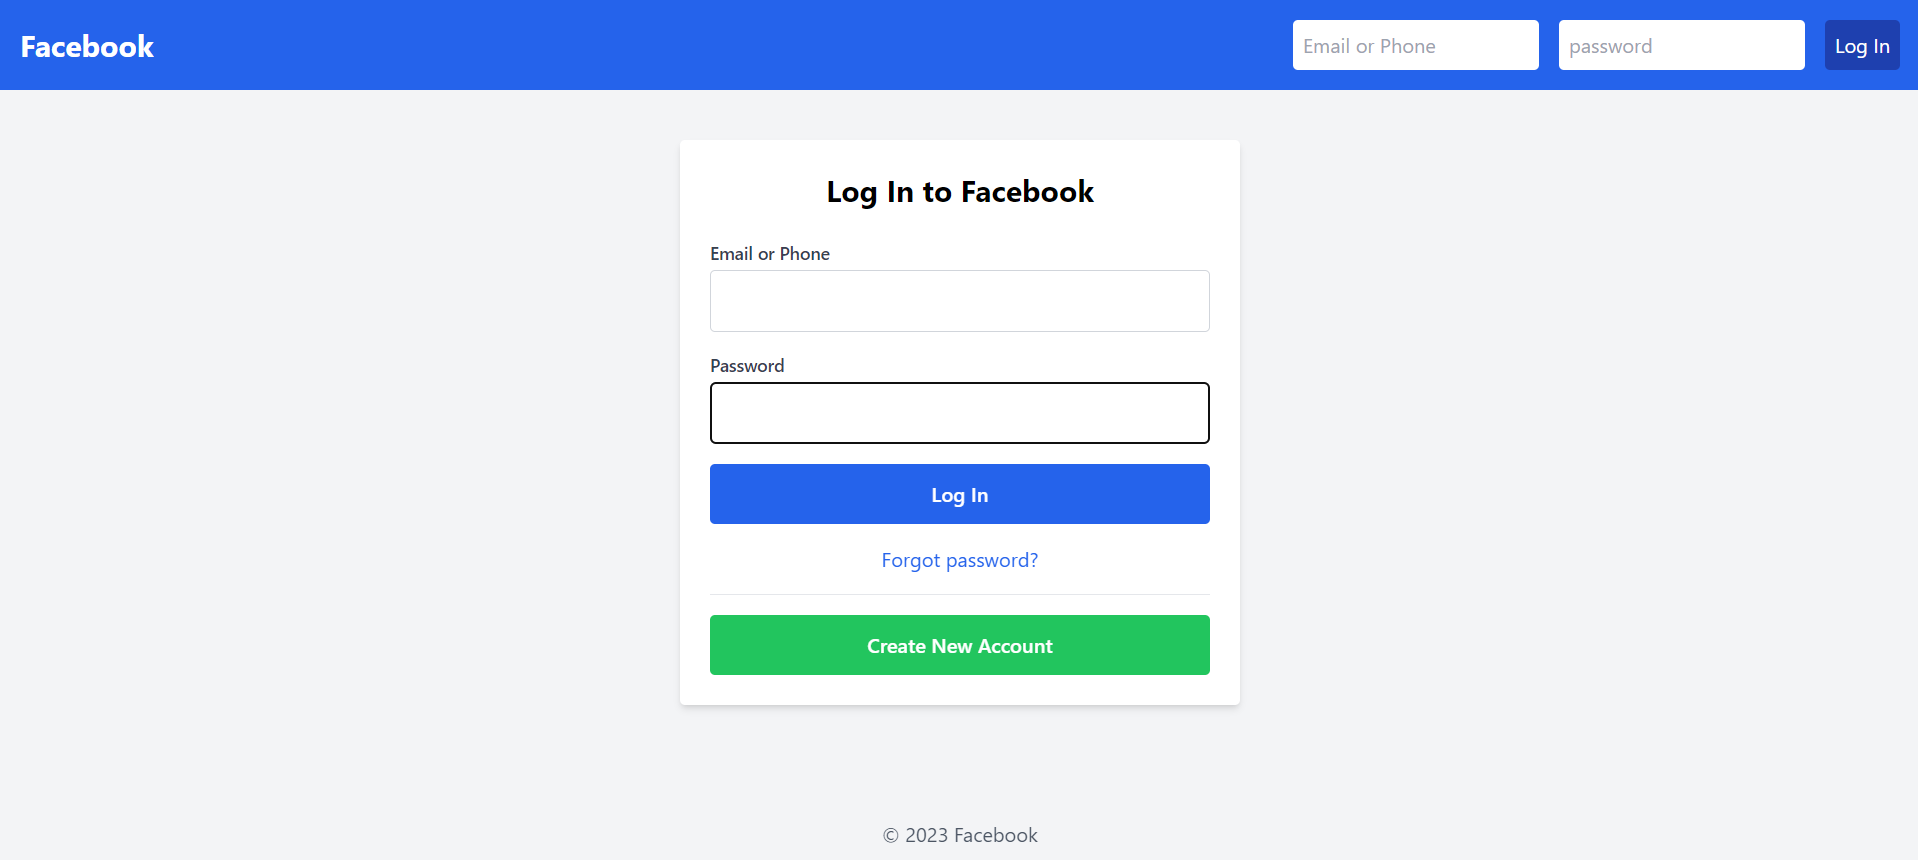 Facebook
Email or Phone
password
Log In
Log In to Facebook
Email or Phone
Password
Log In
Forgot password?
Create New Account
© 2023 Facebook